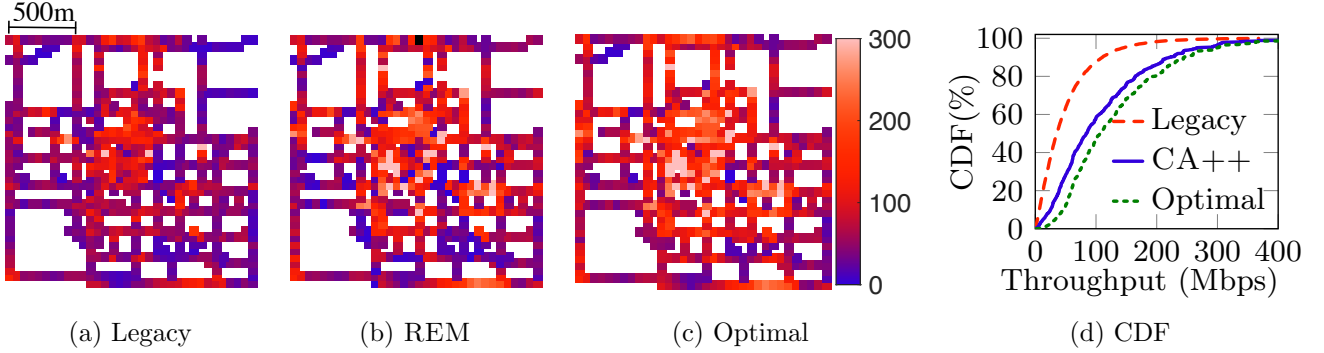 500m
300
200
100
0
100
80
60
40
20
0
CDF(%)
Legacy
CA++
Optimal
0 100 200 300 400
Throughput (Mbps)
(a) Legacy
(b) REM
(c) Optimal
(d) CDF